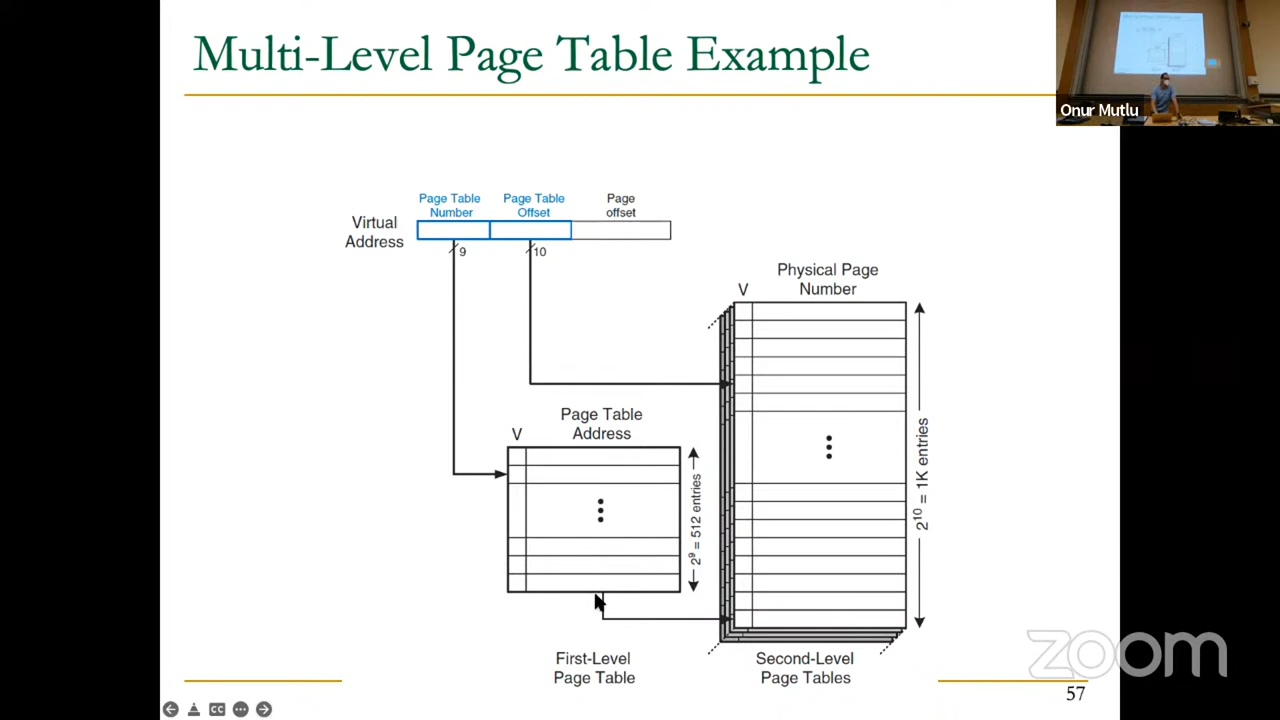 Multi-Level Page Table Example
Onur Mutlu
Page Table
Number
Page Table
Offset
Page
offset
Virtual
Address
9
10
Physical Page
Number
V
Page Table
Address
V
2⁹ = 512 entries
2¹⁰ = 1K entries
First-Level
Page Table
Second-Level
Page Tables
zoom
57
CC